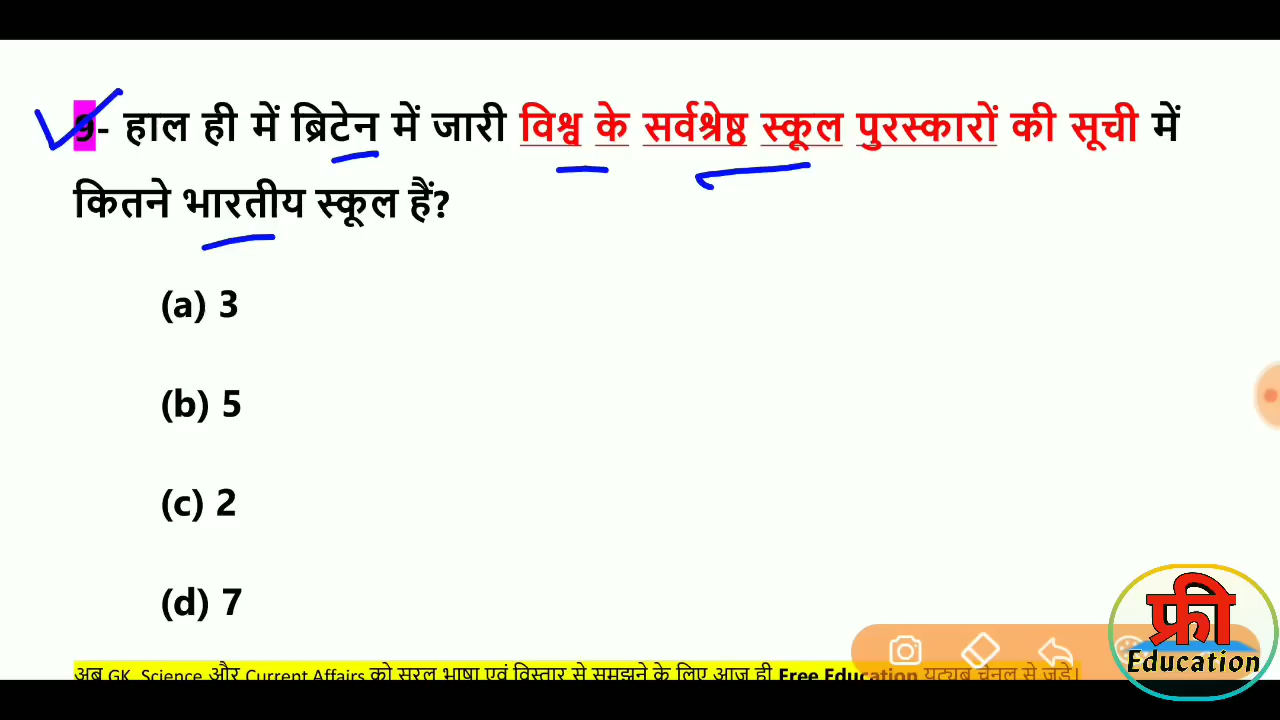 9- हाल ही में ब्रिटेन में जारी विश्व के सर्वश्रेष्ठ स्कूल पुरस्कारों की सूची में
कितने भारतीय स्कूल हैं?
(a) 3
(b) 5
(c) 2
(d) 7
फ्री
Education
अब GK, Science और Current Affairs को सरल भाषा एवं विस्तार से समझने के लिए आज ही Free Education यूट्यूब चैनल से जुड़े।